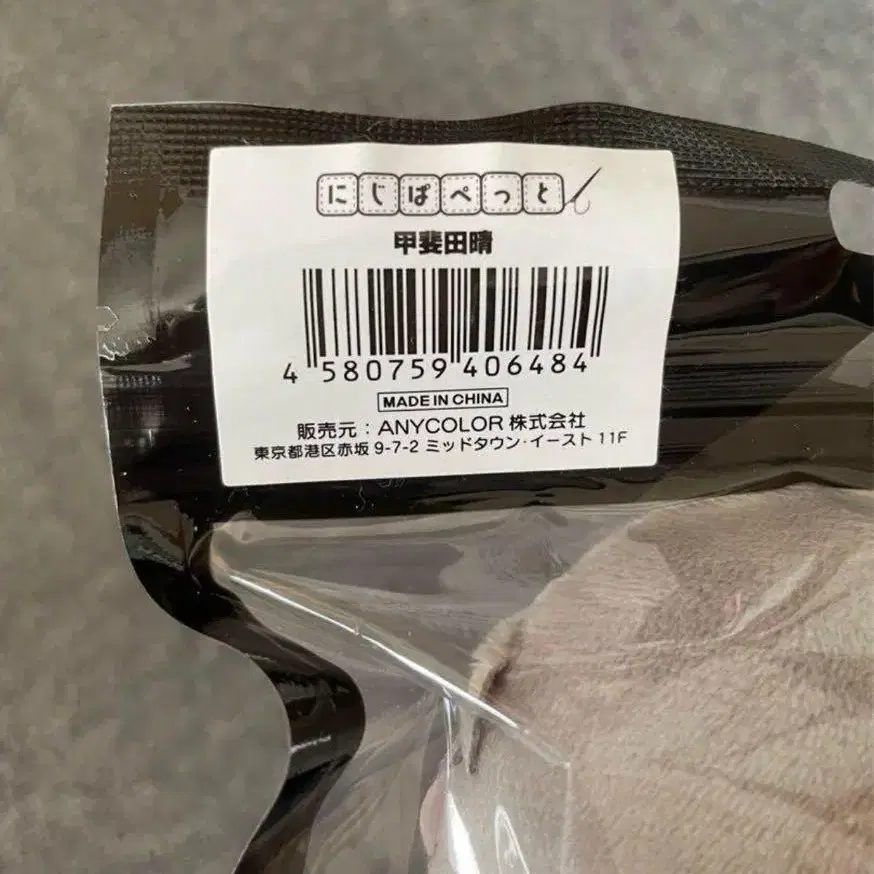 にじぱぺっと
甲斐田晴
4 580759 406484
MADE IN CHINA
販売元：ANYCOLOR 株式会社
東京都港区赤坂 9-7-2 ミッドタウン・イースト 11F